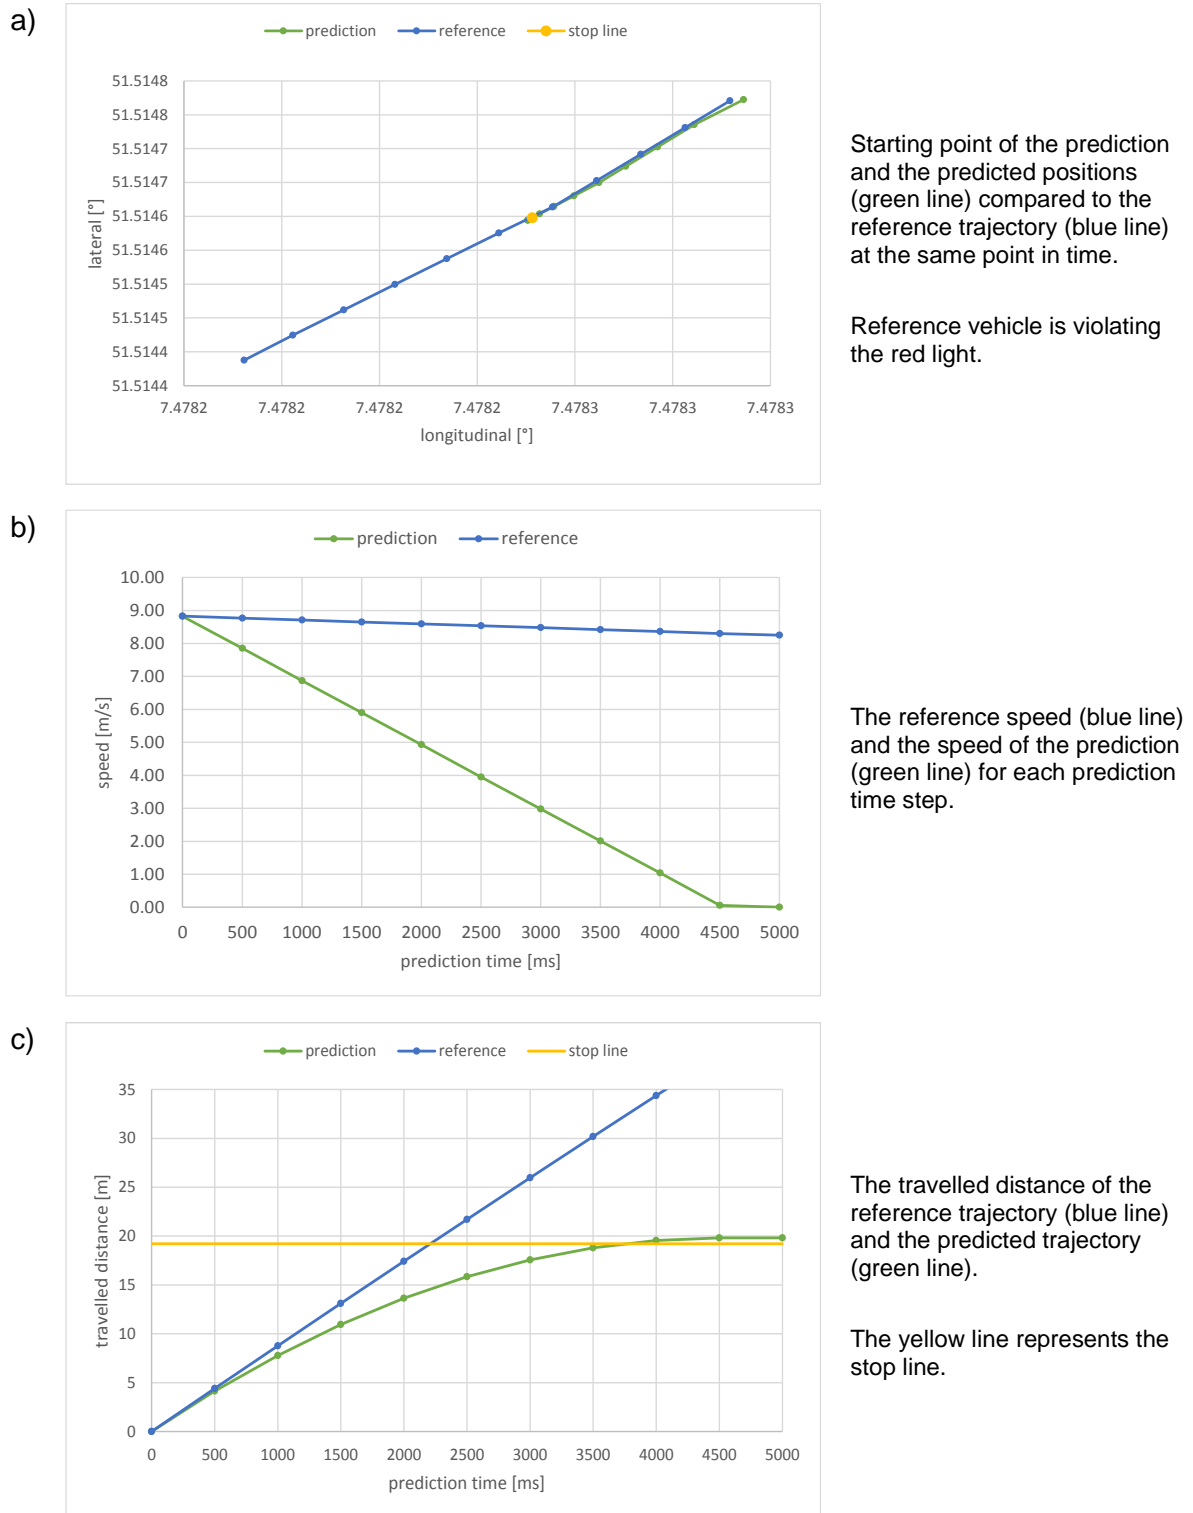 a)
prediction reference stop line
51.5148
51.5148
51.5147
51.5147
51.5146
51.5146
51.5145
51.5145
51.5144
51.5144
lateral [°]
7.4782 7.4782 7.4782 7.4782 7.4783 7.4783 7.4783
longitudinal [°]
Starting point of the prediction
and the predicted positions
(green line) compared to the
reference trajectory (blue line)
at the same point in time.
Reference vehicle is violating
the red light.
b)
prediction reference
10.00
9.00
8.00
7.00
6.00
5.00
4.00
3.00
2.00
1.00
0.00
speed [m/s]
0 500 1000 1500 2000 2500 3000 3500 4000 4500 5000
prediction time [ms]
The reference speed (blue line)
and the speed of the prediction
(green line) for each prediction
time step.
c)
prediction reference stop line
35
30
25
20
15
10
5
0
travelled distance [m]
0 500 1000 1500 2000 2500 3000 3500 4000 4500 5000
prediction time [ms]
The travelled distance of the
reference trajectory (blue line)
and the predicted trajectory
(green line).
The yellow line represents the
stop line.